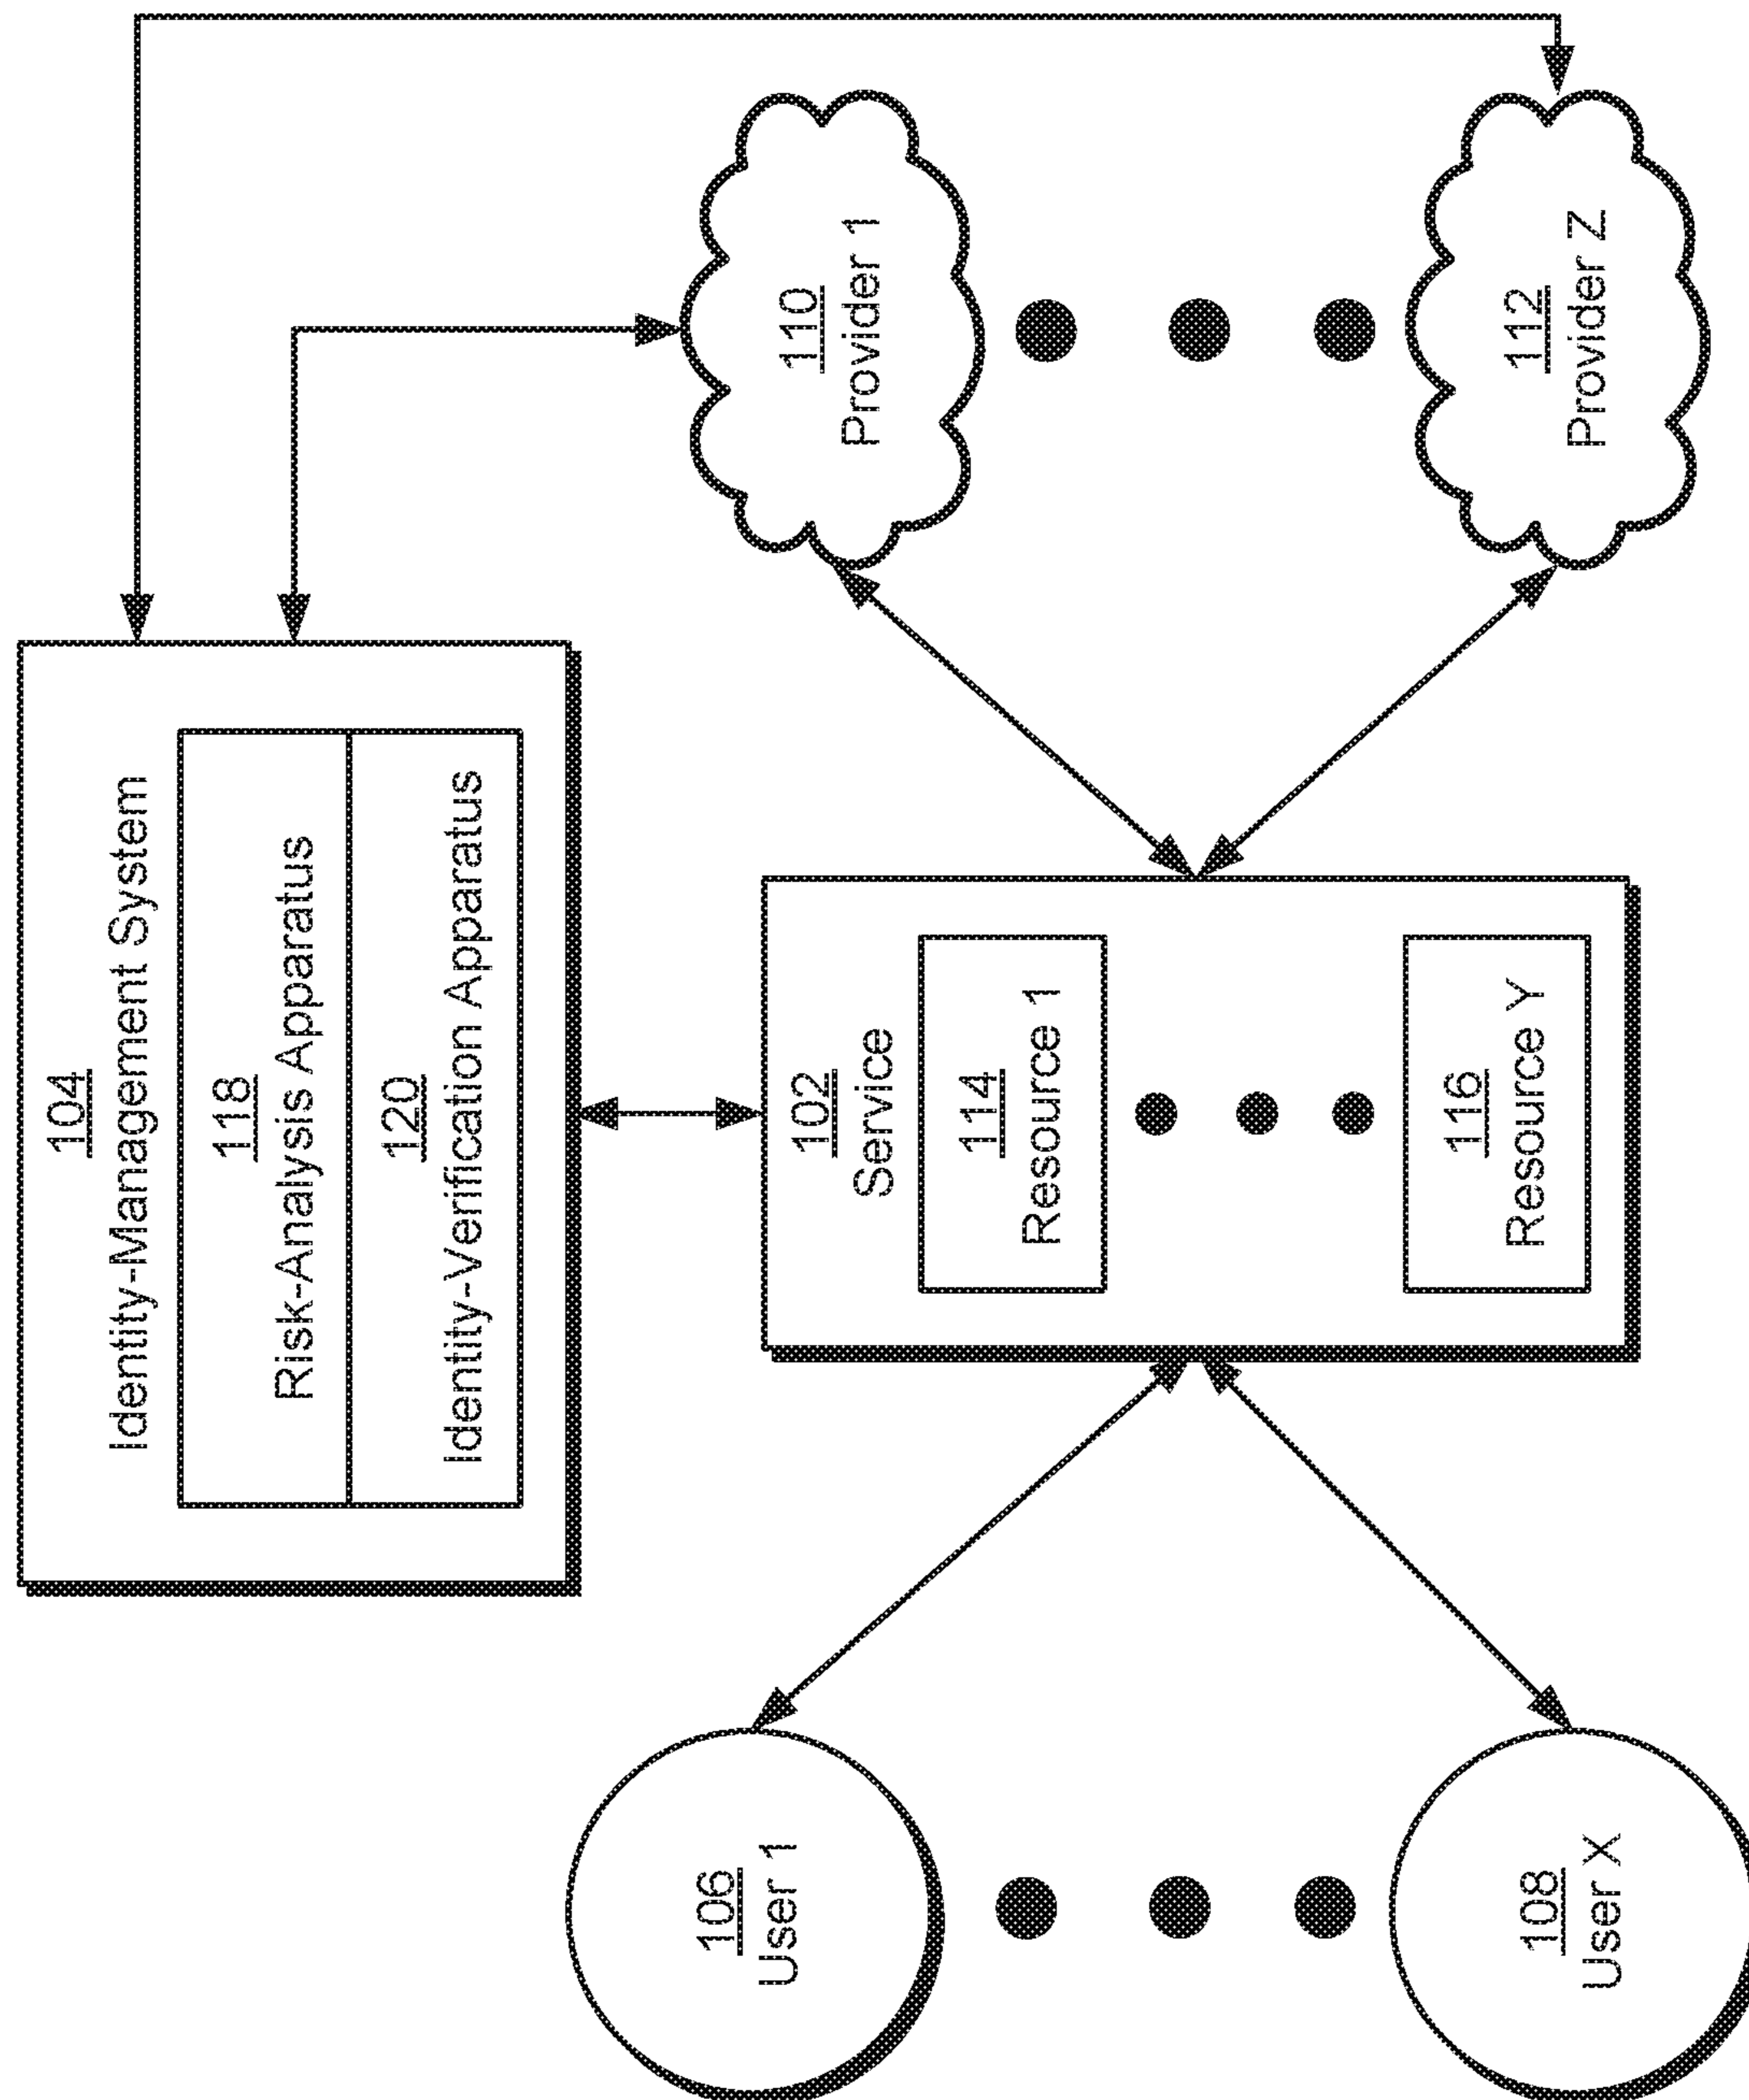 104
Identity-Management System
118
Risk-Analysis Apparatus
120
Identity-Verification Apparatus
106
User 1
108
User X
102
Service
114
Resource 1
116
Resource Y
110
Provider 1
112
Provider Z